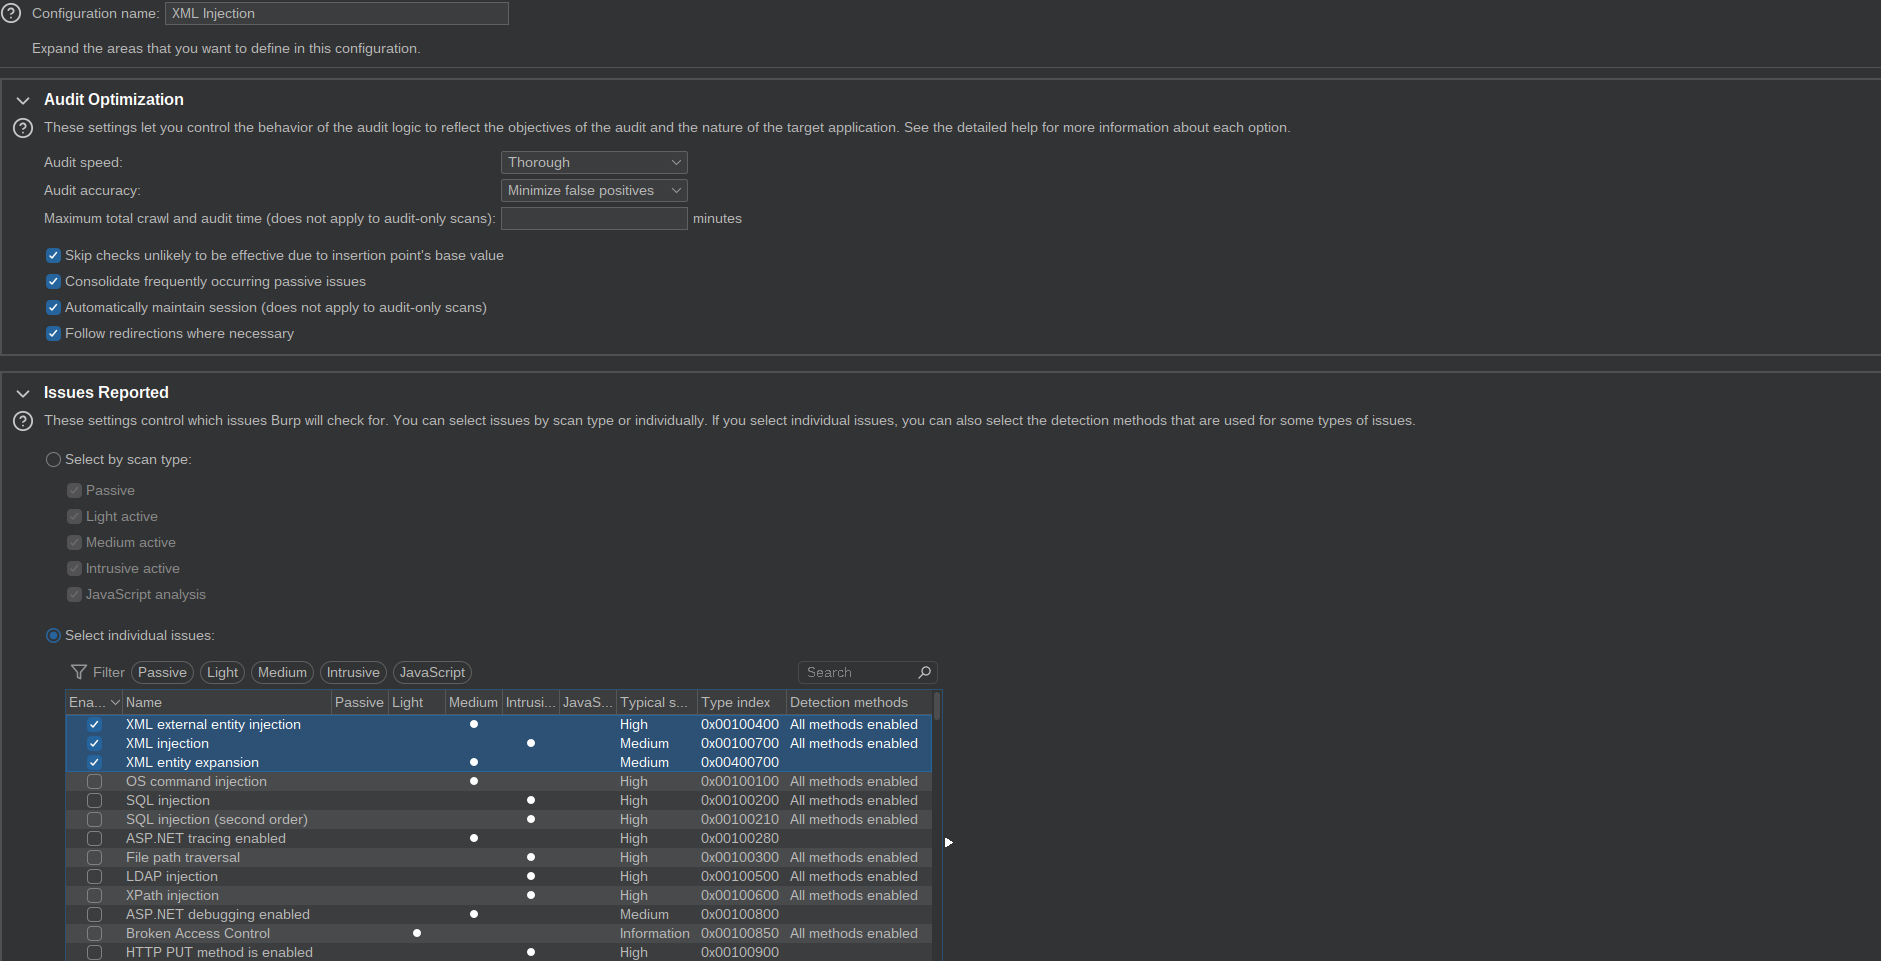 Configuration name: XML Injection
Expand the areas that you want to define in this configuration.
Audit Optimization
These settings let you control the behavior of the audit logic to reflect the objectives of the audit and the nature of the target application. See the detailed help for more information about each option.
Audit speed: Thorough
Audit accuracy: Minimize false positives
Maximum total crawl and audit time (does not apply to audit-only scans): minutes
Skip checks unlikely to be effective due to insertion point's base value
Consolidate frequently occurring passive issues
Automatically maintain session (does not apply to audit-only scans)
Follow redirections where necessary
Issues Reported
These settings control which issues Burp will check for. You can select issues by scan type or individually. If you select individual issues, you can also select the detection methods that are used for some types of issues.
Select by scan type:
Passive
Light active
Medium active
Intrusive active
JavaScript analysis
Select individual issues:
Filter Passive Light Medium Intrusive JavaScript Search
Ena... Name Passive Light Medium Intrusi... JavaS... Typical s... Type index Detection methods
XML external entity injection High 0x00100400 All methods enabled
XML injection Medium 0x00100700 All methods enabled
XML entity expansion Medium 0x00400700
OS command injection High 0x00100100 All methods enabled
SQL injection High 0x00100200 All methods enabled
SQL injection (second order) High 0x00100210 All methods enabled
ASP.NET tracing enabled High 0x00100280
File path traversal High 0x00100300 All methods enabled
LDAP injection High 0x00100500 All methods enabled
XPath injection High 0x00100600 All methods enabled
ASP.NET debugging enabled Medium 0x00100800
Broken Access Control Information 0x00100850 All methods enabled
HTTP PUT method is enabled High 0x00100900